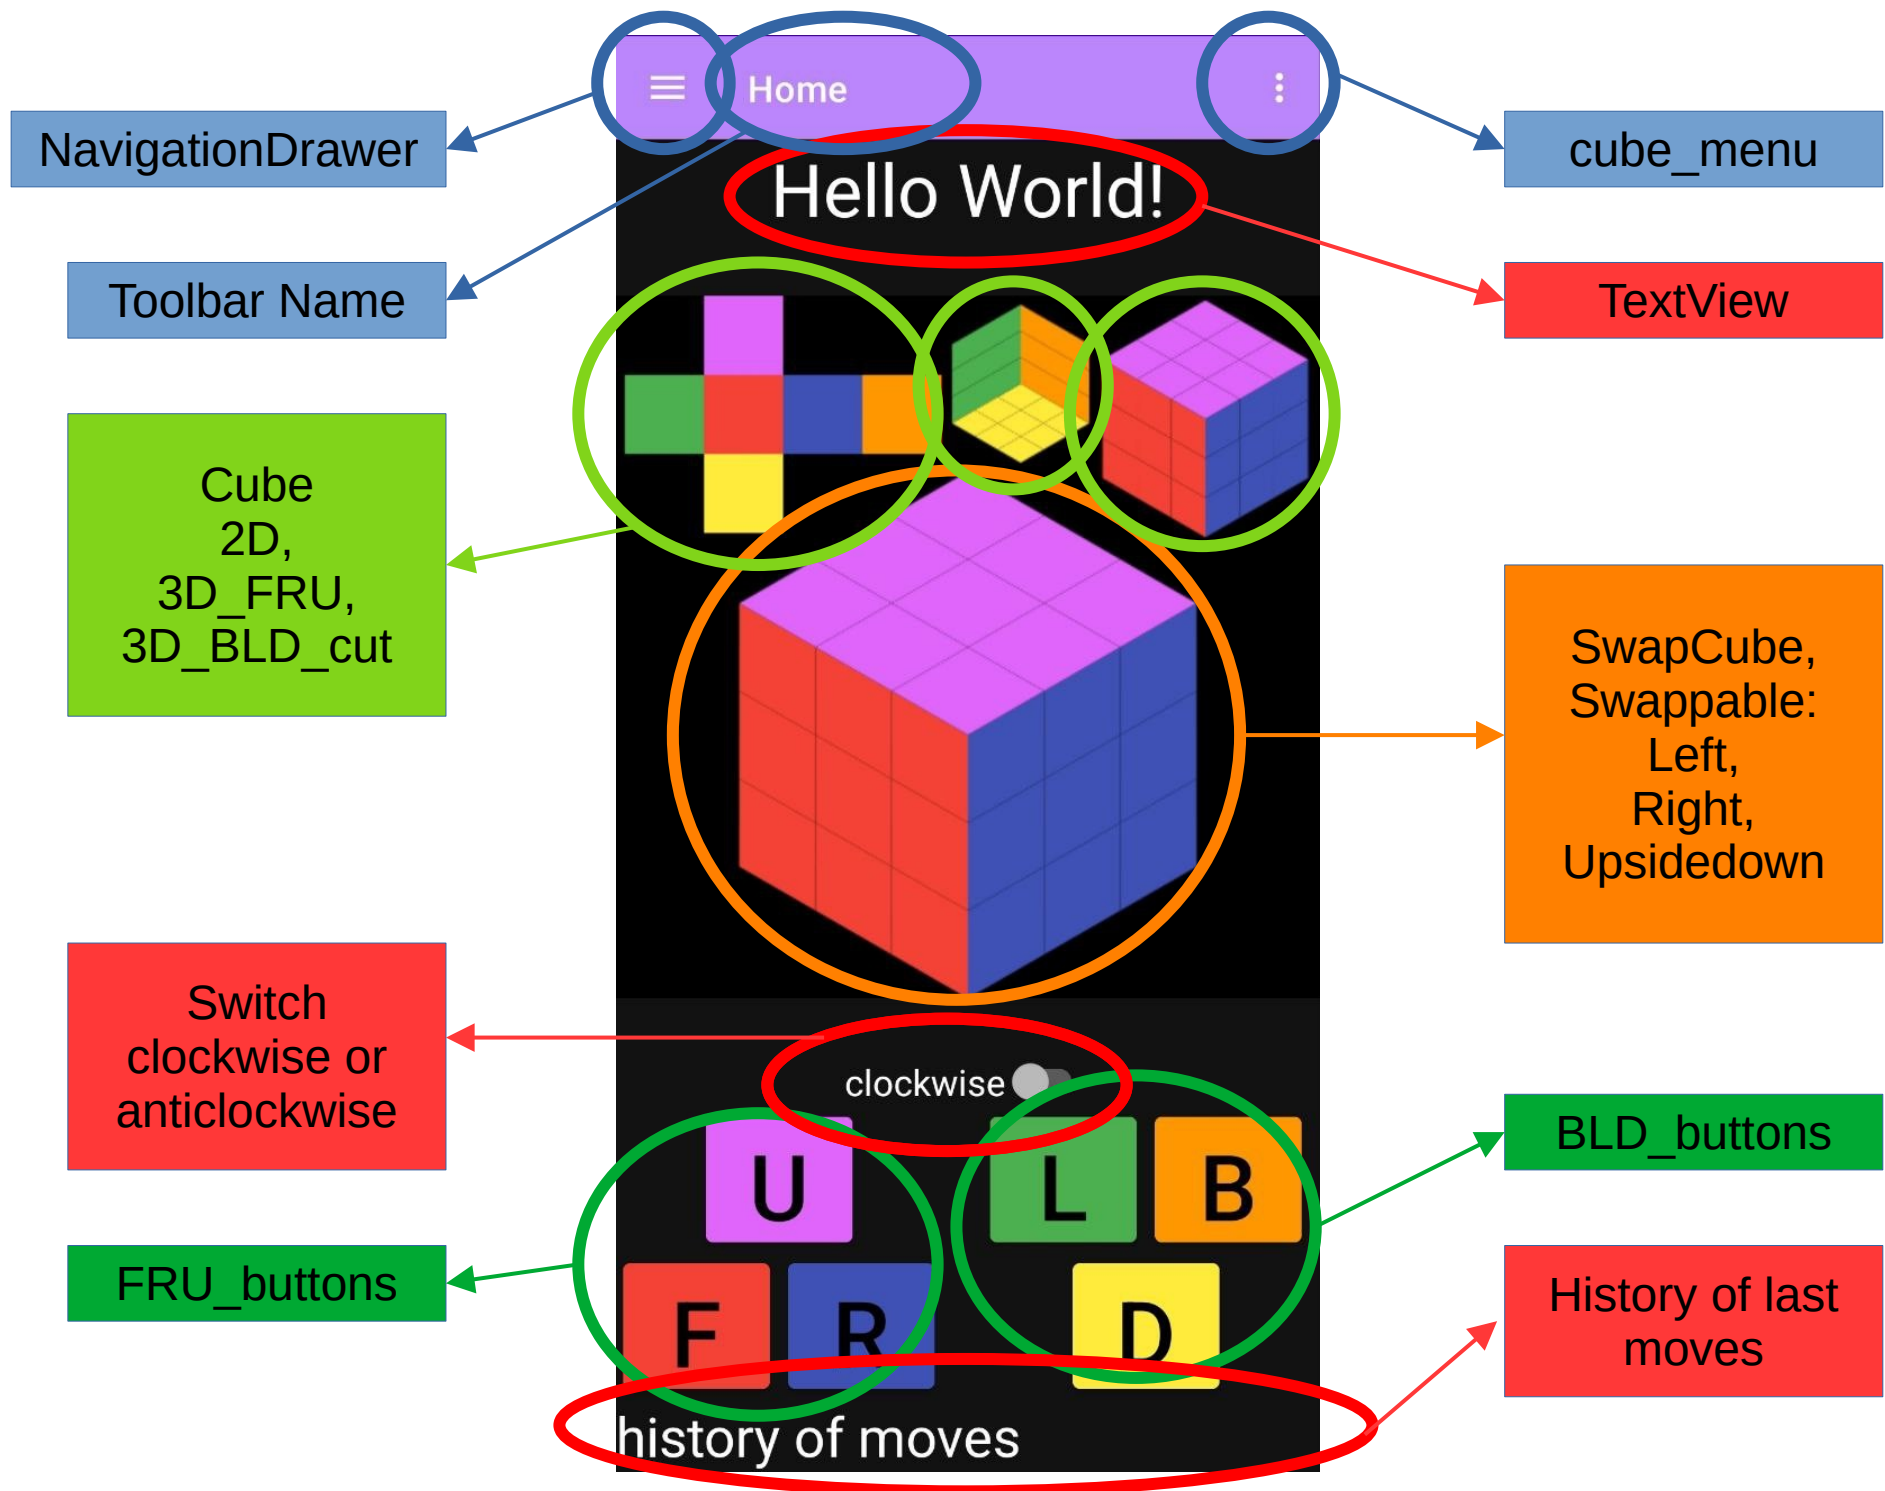 Home
NavigationDrawer
cube_menu
Hello World!
Toolbar Name
TextView
Cube
2D,
3D_FRU,
3D_BLD_cut
SwapCube,
Swappable:
Left,
Right,
Upsidedown
Switch
clockwise or
anticlockwise
clockwise
U
L
B
BLD_buttons
FRU_buttons
F
R
D
History of last
moves
history of moves